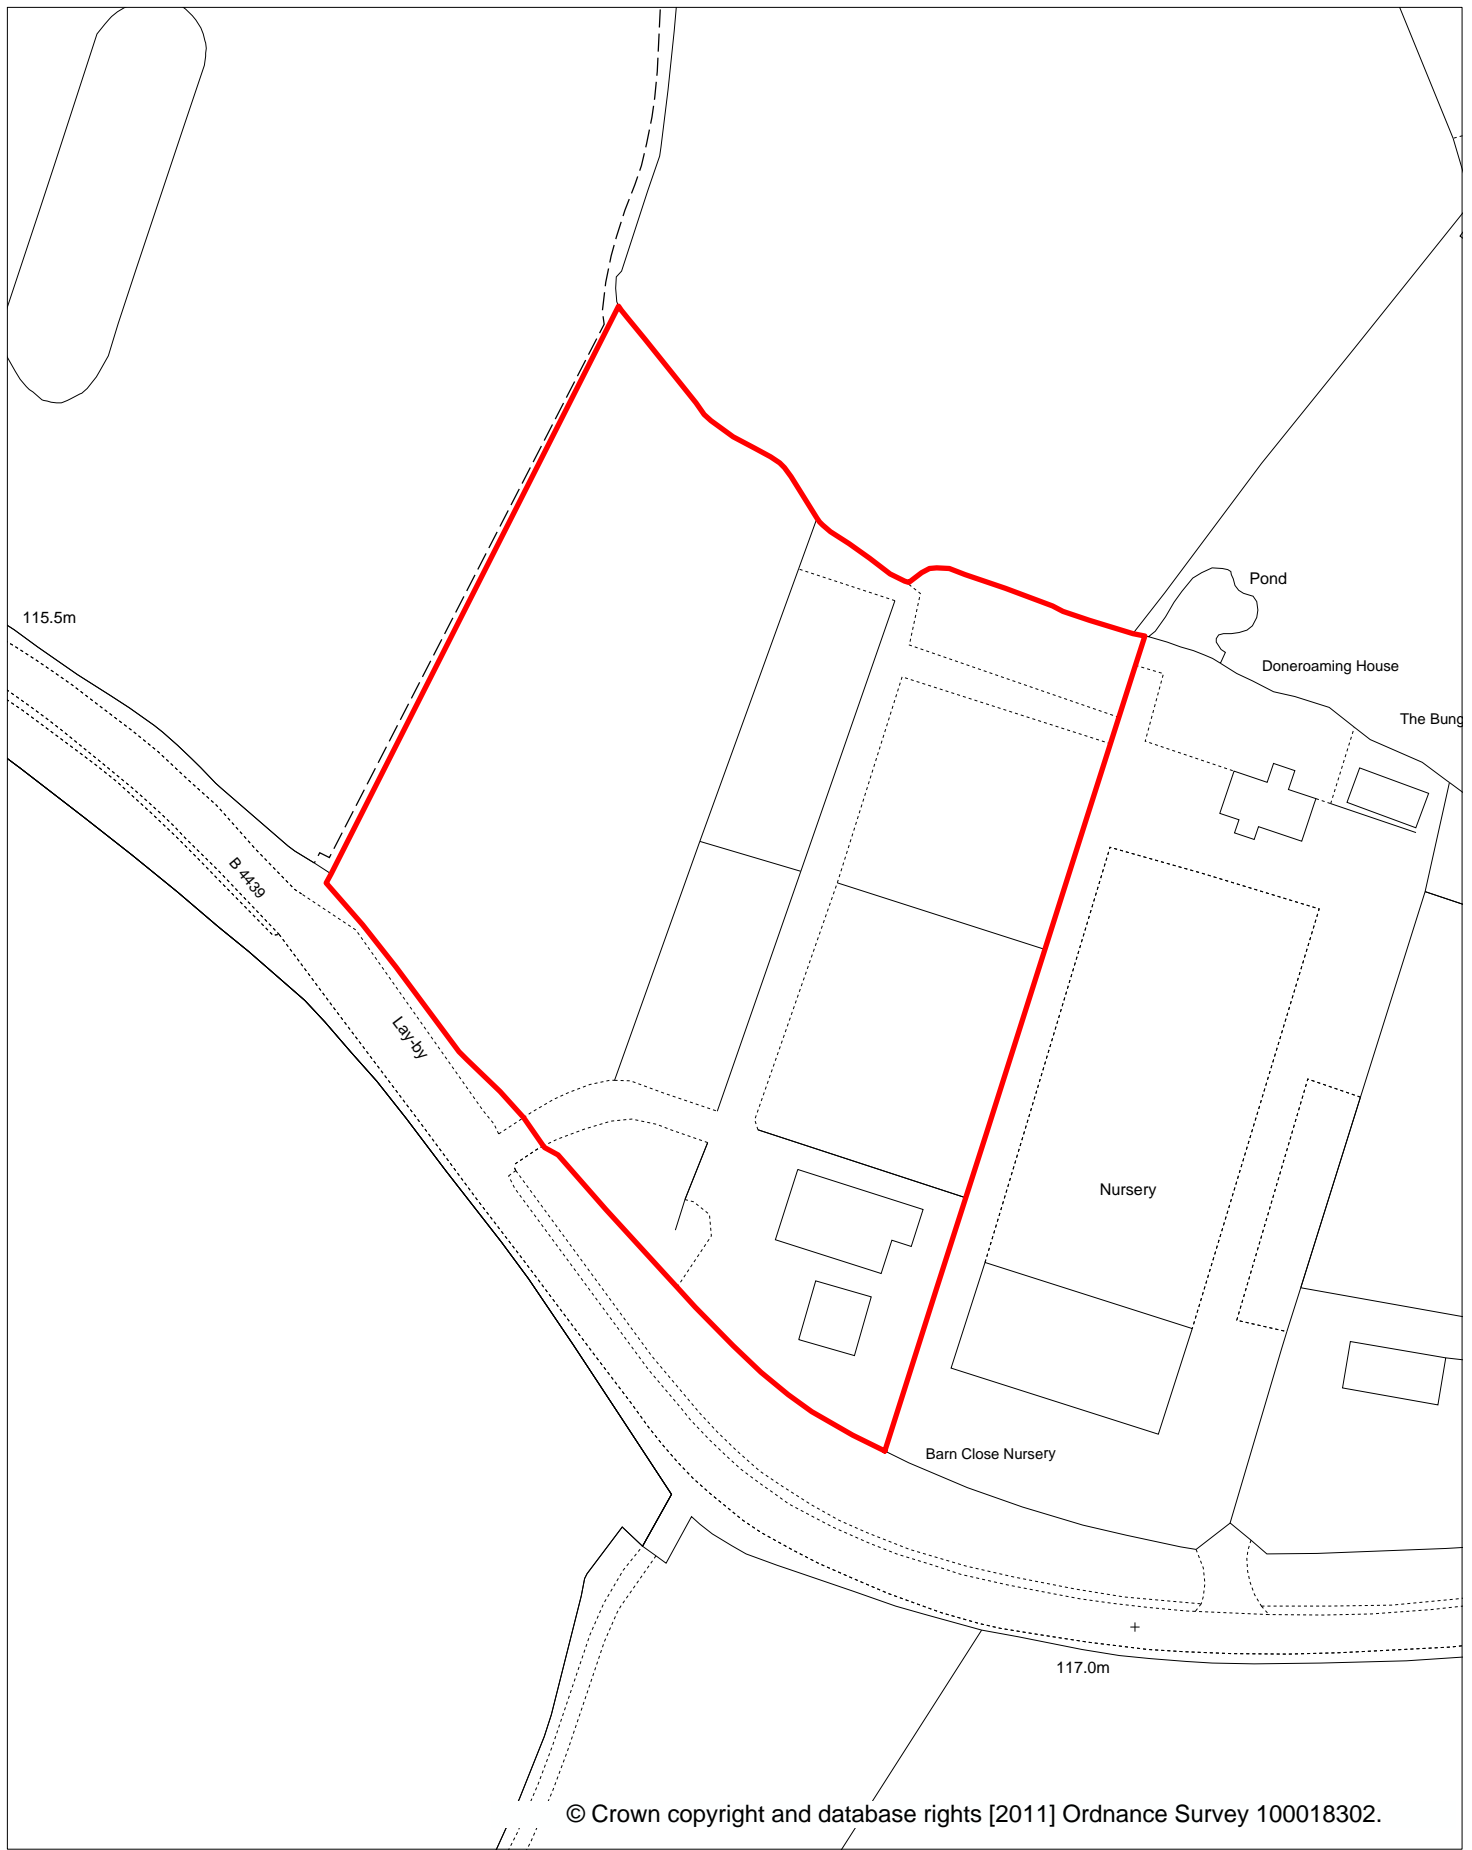 Pond
115.5m
Doneroaming House
The Bung
B 4439
Lay-by
Nursery
Barn Close Nursery
117.0m
© Crown copyright and database rights [2011] Ordnance Survey 100018302.